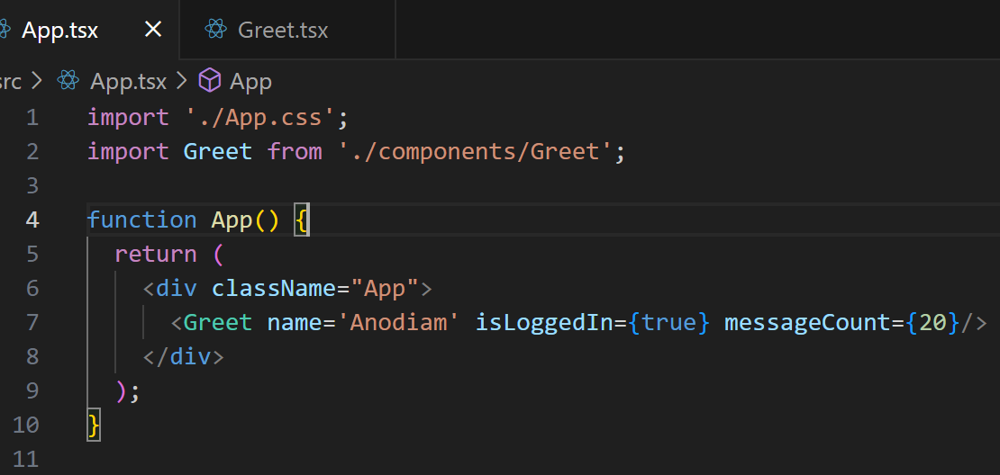 App.tsx Greet.tsx
src App.tsx App
1 import './App.css';
2 import Greet from './components/Greet';
3
4 function App() {
5   return (
6     <div className="App">
7       <Greet name='Anodiam' isLoggedIn={true} messageCount={20}/>
8     </div>
9   );
10 }
11